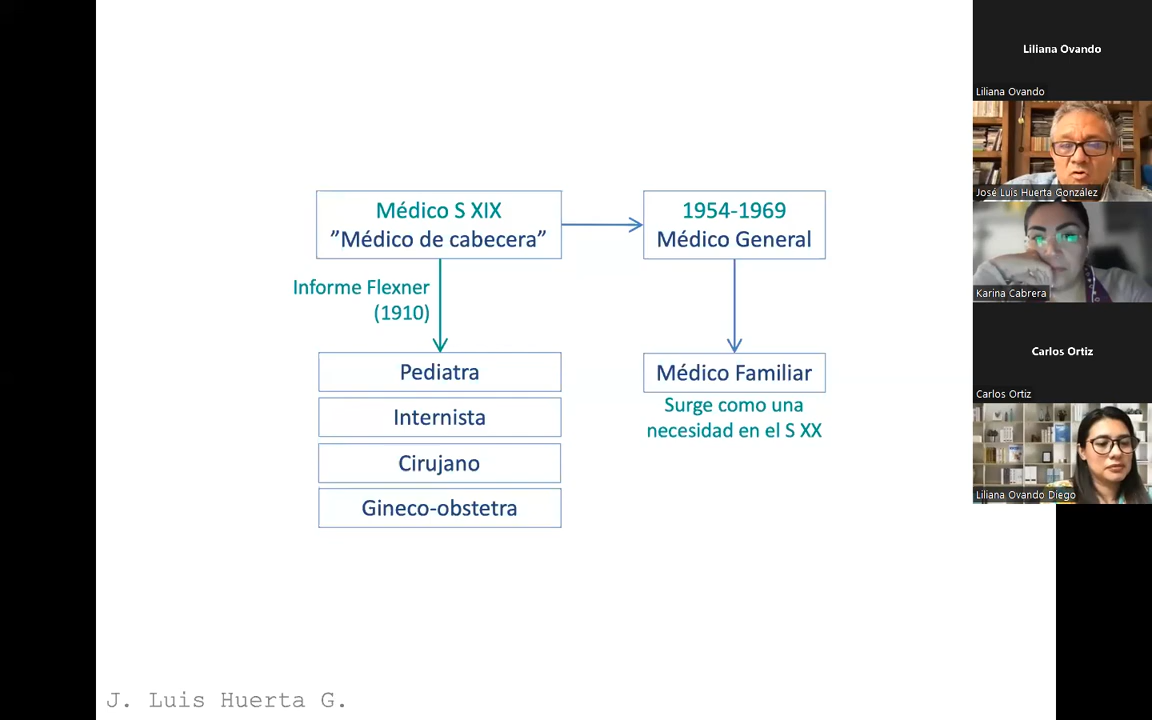 Médico S XIX
”Médico de cabecera”
1954-1969
Médico General
Informe Flexner
(1910)
Pediatra
Internista
Cirujano
Gineco-obstetra
Médico Familiar
Surge como una
necesidad en el S XX
J. Luis Huerta G.
Liliana Ovando
Liliana Ovando
José Luis Huerta González
Karina Cabrera
Carlos Ortiz
Carlos Ortiz
Liliana Ovando Diego